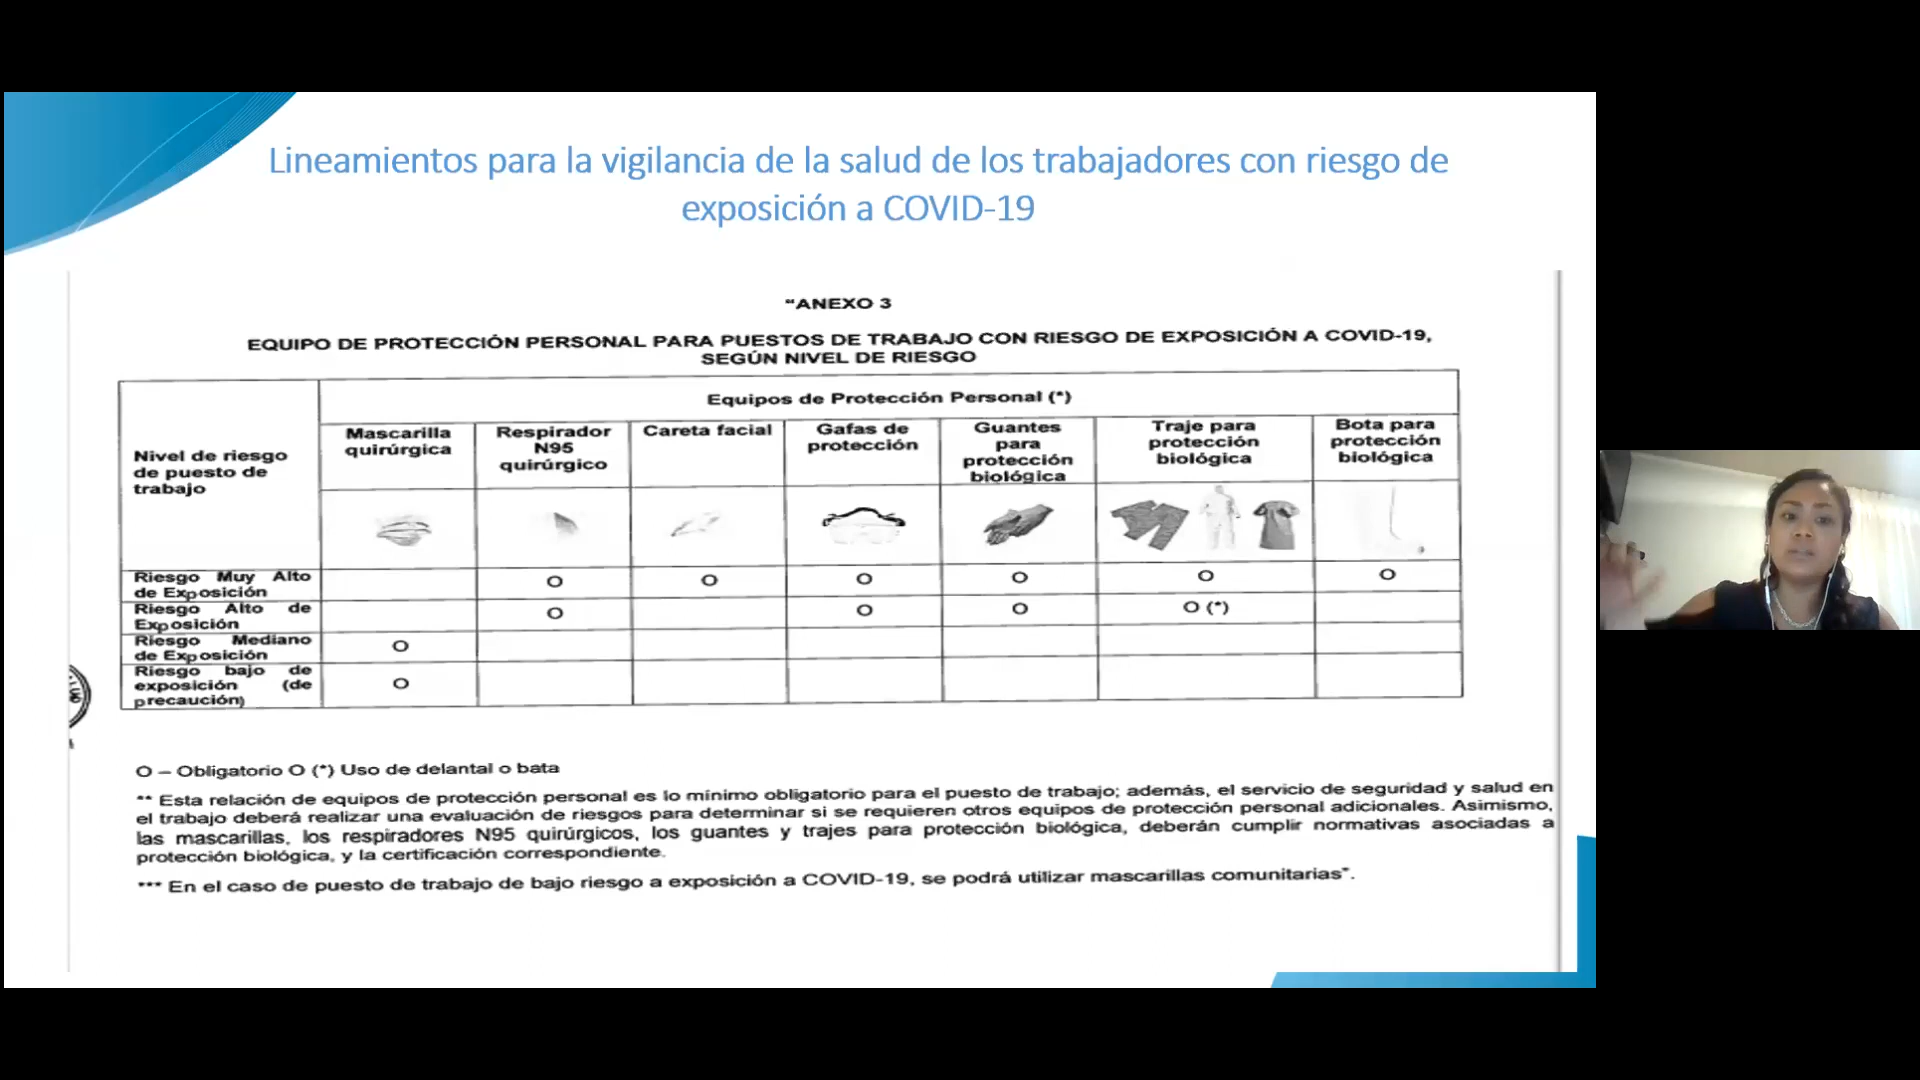 Lineamientos para la vigilancia de la salud de los trabajadores con riesgo de
exposición a COVID-19
“ANEXO 3
EQUIPO DE PROTECCIÓN PERSONAL PARA PUESTOS DE TRABAJO CON RIESGO DE EXPOSICIÓN A COVID-19,
SEGÚN NIVEL DE RIESGO
Nivel de riesgo
de puesto de
trabajo
Equipos de Protección Personal (*)
Mascarilla
quirúrgica
Respirador
N95
quirúrgico
Careta facial
Gafas de
protección
Guantes
para
protección
biológica
Traje para
protección
biológica
Bota para
protección
biológica
Riesgo Muy Alto
de Exposición
O O O O O O
Riesgo Alto de
Exposición
O O O O (*)
Riesgo Mediano
de Exposición
O
Riesgo bajo de
exposición (de
precaución)
O
O – Obligatorio O (*) Uso de delantal o bata
** Esta relación de equipos de protección personal es lo mínimo obligatorio para el puesto de trabajo; además, el servicio de seguridad y salud en
el trabajo deberá realizar una evaluación de riesgos para determinar si se requieren otros equipos de protección personal adicionales. Asimismo,
las mascarillas, los respiradores N95 quirúrgicos, los guantes y trajes para protección biológica, deberán cumplir normativas asociadas a
protección biológica, y la certificación correspondiente.
*** En el caso de puesto de trabajo de bajo riesgo a exposición a COVID-19, se podrá utilizar mascarillas comunitarias”.